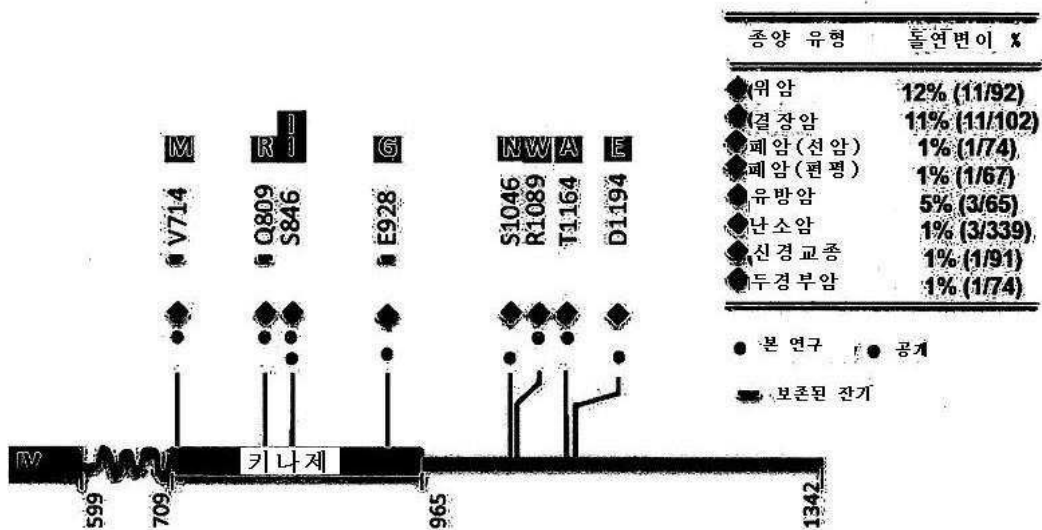 종양 유형 돌연변이 %
위암 12% (11/92)
결장암 11% (11/102)
폐암(선암) 1% (1/74)
폐암(편평) 1% (1/67)
유방암 5% (3/65)
난소암 1% (3/339)
신경교종 1% (1/91)
두경부암 1% (1/74)
본 연구 공개
보존된 잔기
I
M R I G N W A E
V714 Q809 S846 E928 S1046 R1089 T1164 D1194
IV 키나제
599 709 965 1342